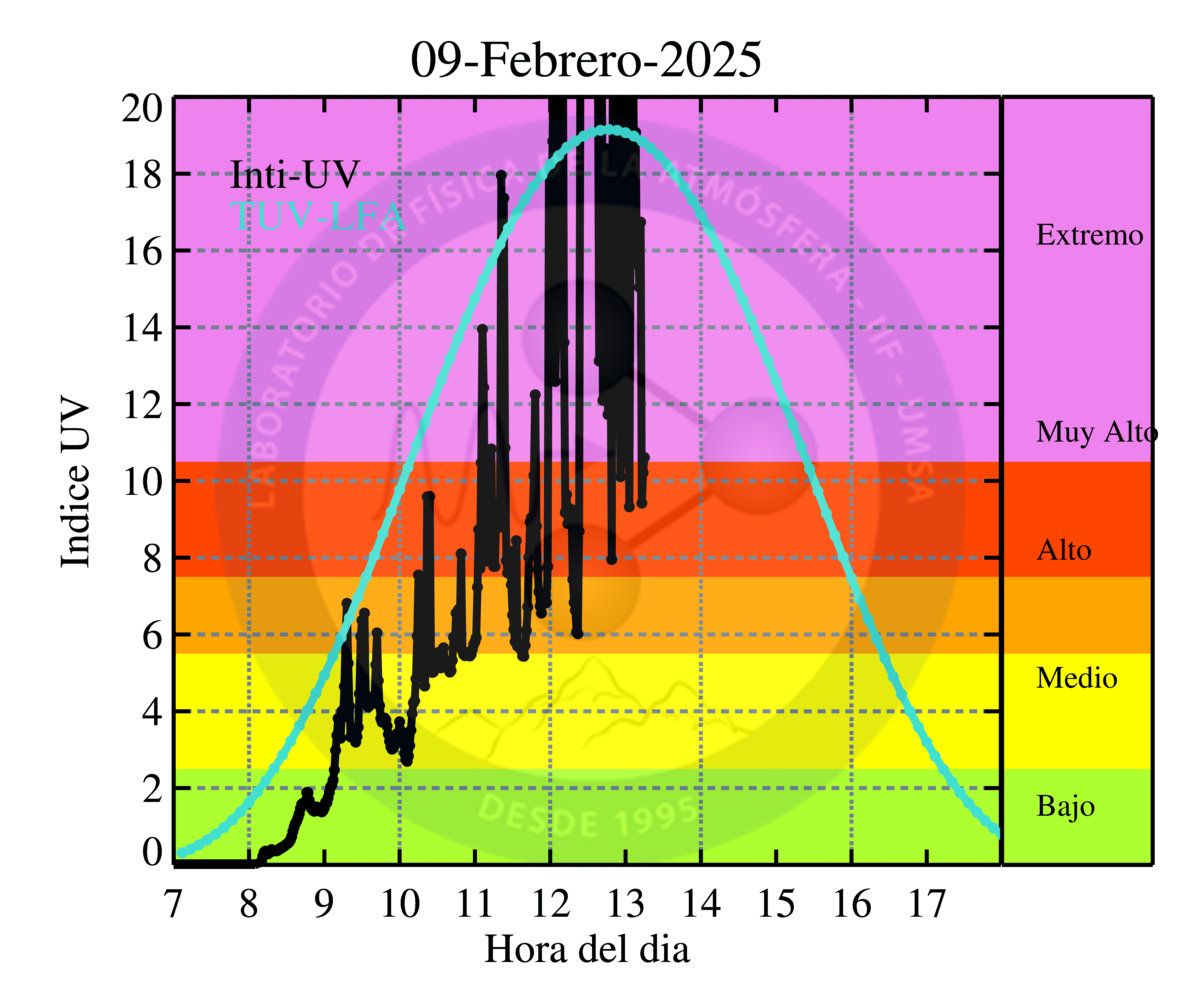 09-Febrero-2025
Inti-UV
TUV-LFA
LABORATORIO DE FÍSICA DE LA ATMÓSFERA - IIF - UMSA
DESDE 1995
Indice UV
20
18
16
14
12
10
8
6
4
2
0
Extremo
Muy Alto
Alto
Medio
Bajo
7 8 9 10 11 12 13 14 15 16 17
Hora del dia